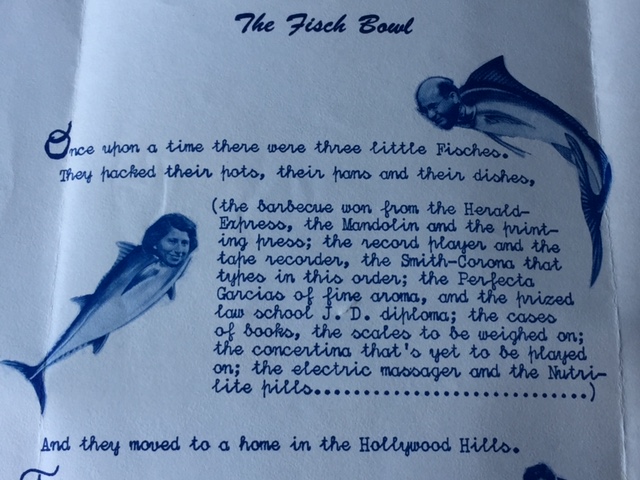 The Fisch Bowl
Once upon a time there were three little Fisches.
They packed their pots, their pans and their dishes,
(the barbecue won from the Herald-
Express, the Mandolin and the print-
ing press; the record player and the
tape recorder, the Smith-Corona that
types in this order; the Perfecta
Garcias of fine aroma, and the prized
law school J. D. diploma; the cases
of books, the scales to be weighed on;
the concertina that's yet to be played
on; the electric massager and the Nutri-
lite pills..................................)
And they moved to a home in the Hollywood Hills.